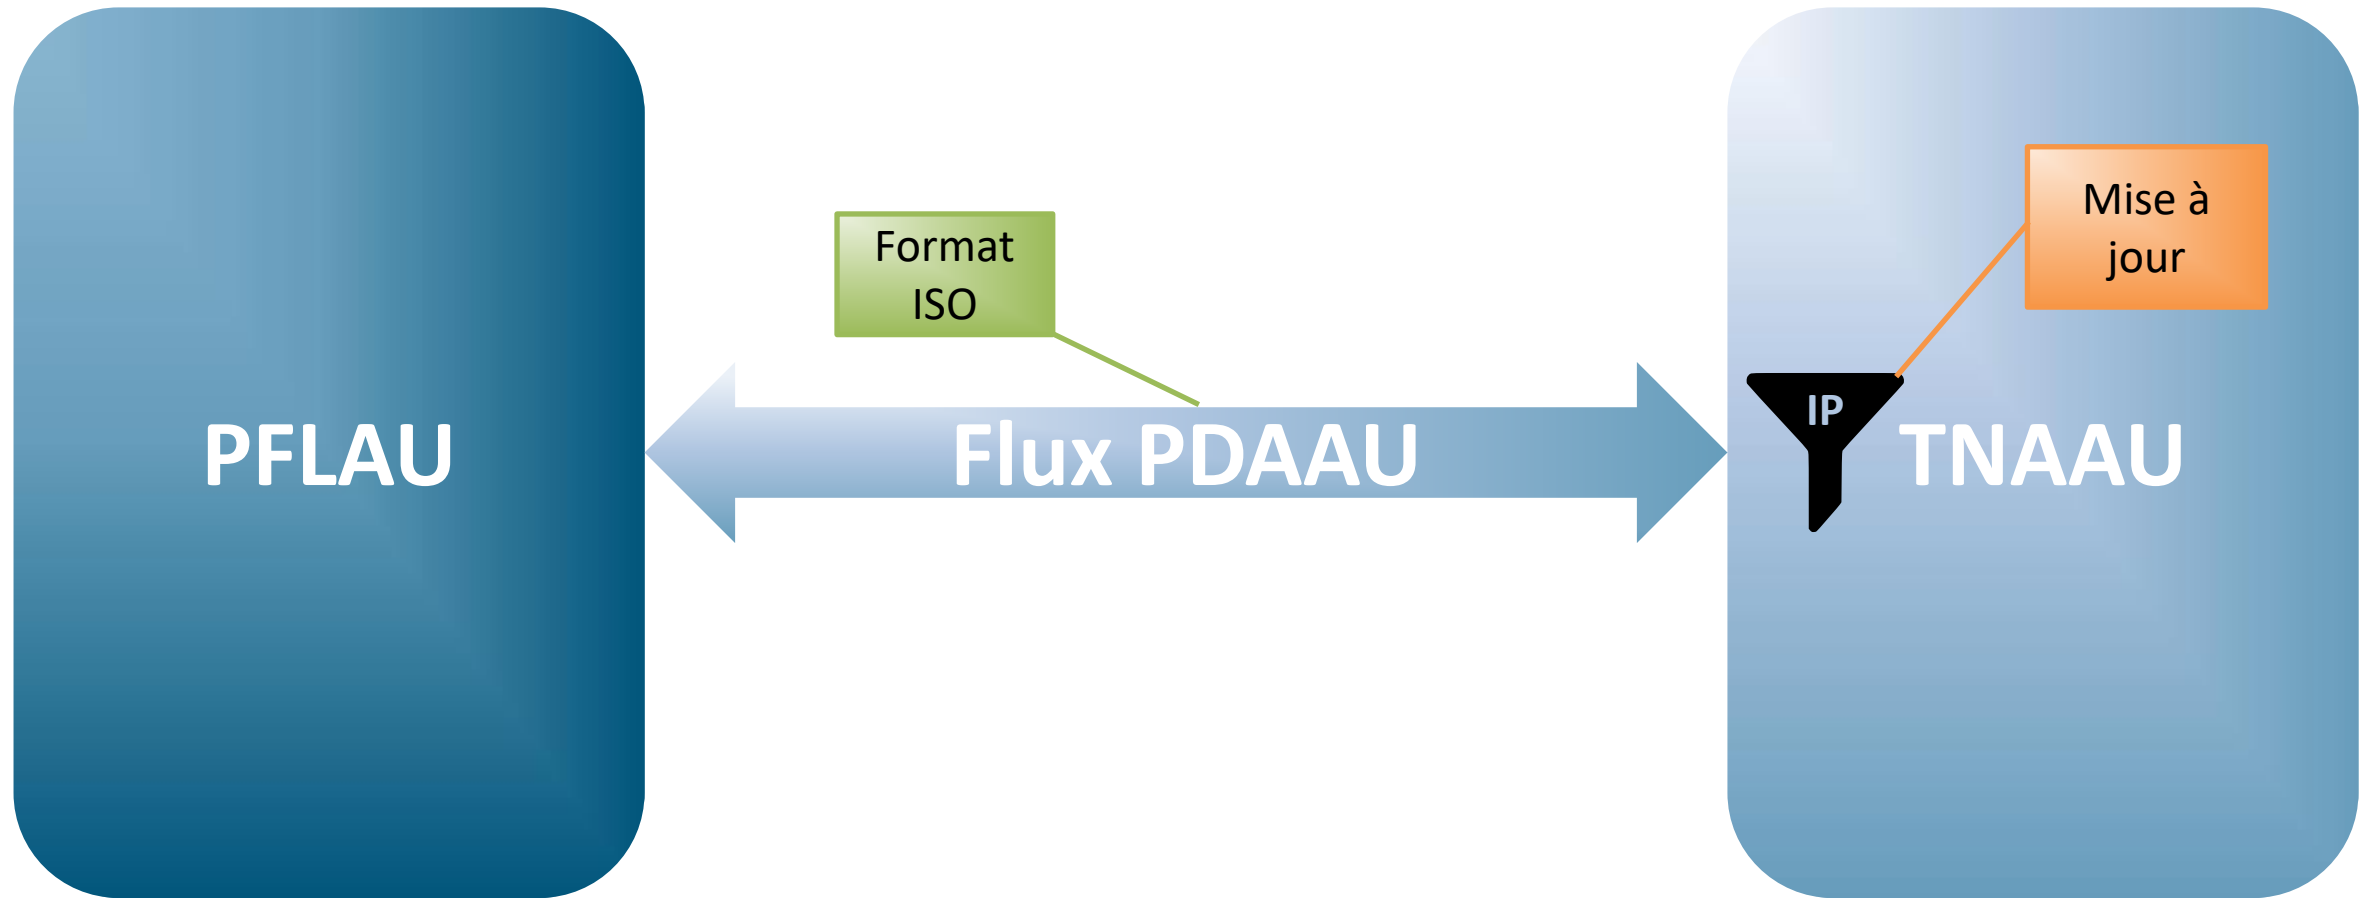 PFLAU
Format
ISO
Flux PDAAU
Mise à
jour
IP
TNAAU